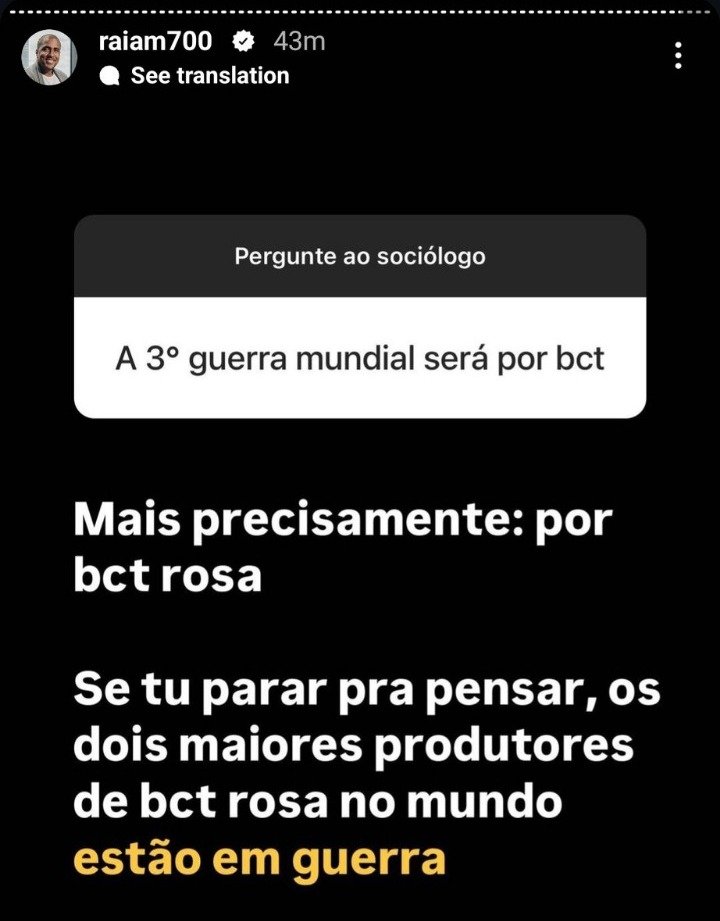 raiam700 43m
See translation
Pergunte ao sociólogo
A 3° guerra mundial será por bct
Mais precisamente: por
bct rosa
Se tu parar pra pensar, os
dois maiores produtores
de bct rosa no mundo
estão em guerra